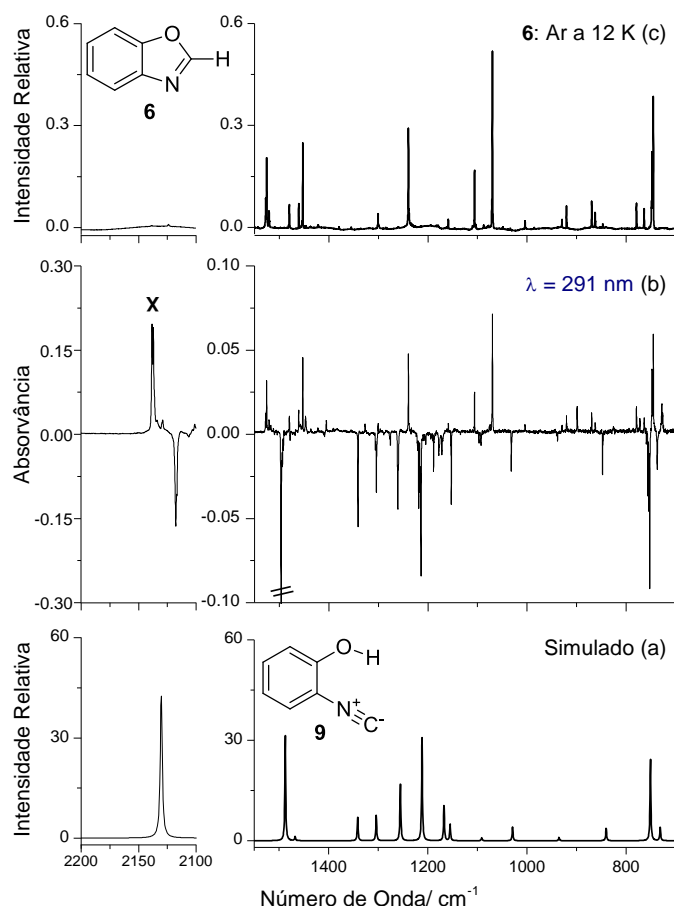 6: Ar a 12 K (c)
Intensidade Relativa
0.6
0.3
0.0
0.6
0.3
0.0
O
H
N
6
λ = 291 nm (b)
Absorvância
0.30
0.15
0.00
-0.15
-0.30
X
0.10
0.05
0.00
-0.05
-0.10
Simulado (a)
Intensidade Relativa
60
40
20
0
60
30
0
O
H
N+
C-
9
2200
2150
2100
1400
1200
1000
800
Número de Onda/ cm-1